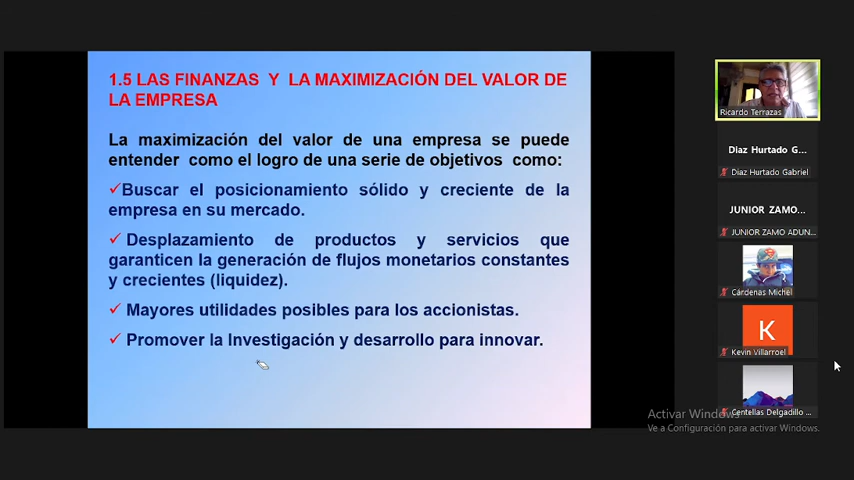 1.5 LAS FINANZAS Y LA MAXIMIZACIÓN DEL VALOR DE
LA EMPRESA
La maximización del valor de una empresa se puede
entender como el logro de una serie de objetivos como:
✓Buscar el posicionamiento sólido y creciente de la
empresa en su mercado.
✓ Desplazamiento de productos y servicios que
garanticen la generación de flujos monetarios constantes
y crecientes (liquidez).
✓ Mayores utilidades posibles para los accionistas.
✓ Promover la Investigación y desarrollo para innovar.
Ricardo Terrazas
Diaz Hurtado G...
Diaz Hurtado Gabriel
JUNIOR ZAMO...
JUNIOR ZAMO ADUN...
Cárdenas Michel
K
Kevin Villarroel
Centellas Delgadillo ...
Activar Windows
Ve a Configuración para activar Windows.